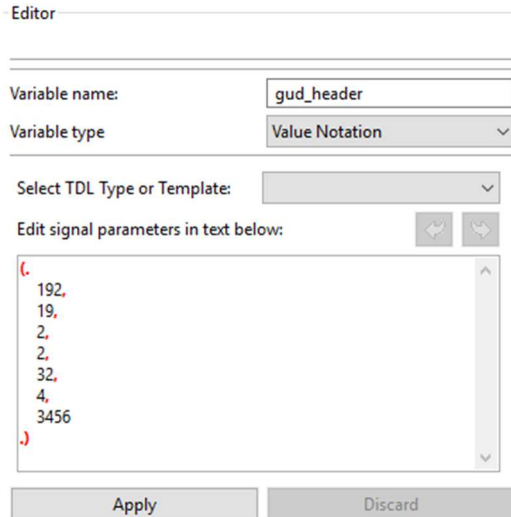 Editor
Variable name: gud_header
Variable type Value Notation
Select TDL Type or Template:
Edit signal parameters in text below:
(.
192,
19,
2,
2,
32,
4,
3456
.)
Apply Discard